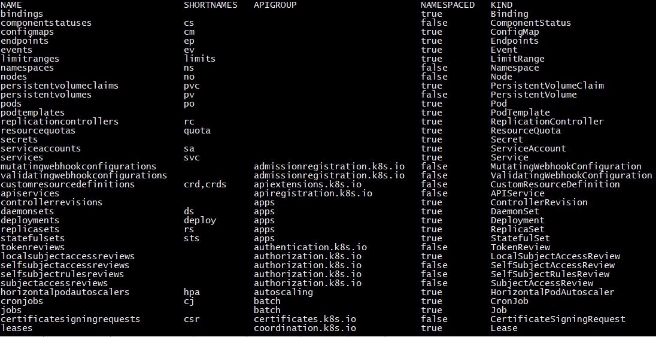 NAME SHORTNAMES APIGROUP NAMESPACED KIND
bindings true Binding
componentstatuses cs false ComponentStatus
configmaps cm true ConfigMap
endpoints ep true Endpoints
events ev true Event
limitranges limits true LimitRange
namespaces ns false Namespace
nodes no false Node
persistentvolumeclaims pvc true PersistentVolumeClaim
persistentvolumes pv false PersistentVolume
pods po true Pod
podtemplates true PodTemplate
replicationcontrollers rc true ReplicationController
resourcequotas quota true ResourceQuota
secrets true Secret
serviceaccounts sa true ServiceAccount
services svc true Service
mutatingwebhookconfigurations admissionregistration.k8s.io false MutatingWebhookConfiguration
validatingwebhookconfigurations admissionregistration.k8s.io false ValidatingWebhookConfiguration
customresourcedefinitions crd,crds apiextensions.k8s.io false CustomResourceDefinition
apiservices apiregistration.k8s.io false APIService
controllerrevisions apps true ControllerRevision
daemonsets ds apps true DaemonSet
deployments deploy apps true Deployment
replicasets rs apps true ReplicaSet
statefulsets sts apps true StatefulSet
tokenreviews authentication.k8s.io false TokenReview
localsubjectaccessreviews authorization.k8s.io true LocalSubjectAccessReview
selfsubjectaccessreviews authorization.k8s.io false SelfSubjectAccessReview
selfsubjectrulesreviews authorization.k8s.io false SelfSubjectRulesReview
subjectaccessreviews authorization.k8s.io false SubjectAccessReview
horizontalpodautoscalers hpa autoscaling true HorizontalPodAutoscaler
cronjobs cj batch true CronJob
jobs batch true Job
certificatesigningrequests csr certificates.k8s.io false CertificateSigningRequest
leases coordination.k8s.io true Lease